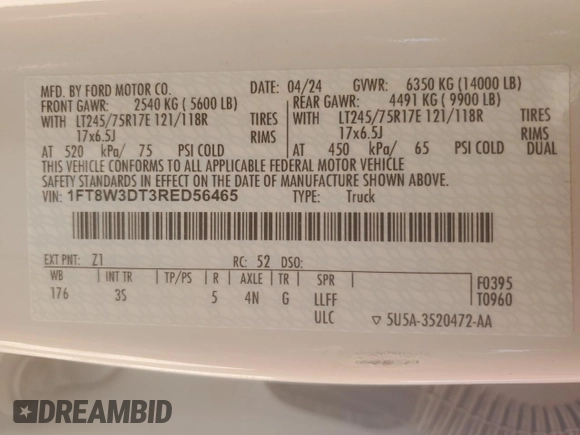 MFD. BY FORD MOTOR CO. DATE: 04/24 GVWR: 6350 KG (14000 LB)
FRONT GAWR: 2540 KG ( 5600 LB) REAR GAWR: 4491 KG ( 9900 LB)
WITH LT245/75R17E 121/118R TIRES WITH LT245/75R17E 121/118R TIRES
17x6.5J RIMS 17x6.5J RIMS
AT 520 kPa/ 75 PSI COLD AT 450 kPa/ 65 PSI COLD DUAL
THIS VEHICLE CONFORMS TO ALL APPLICABLE FEDERAL MOTOR VEHICLE
SAFETY STANDARDS IN EFFECT ON THE DATE OF MANUFACTURE SHOWN ABOVE.
VIN: 1FT8W3DT3RED56465 TYPE: Truck
EXT PNT: Z1 RC: 52 DSO:
WB INT TR TP/PS R AXLE TR SPR F0395
176 3S 5 4N G LLFF T0960
ULC ▽ 5U5A-3520472-AA
DREAMBID